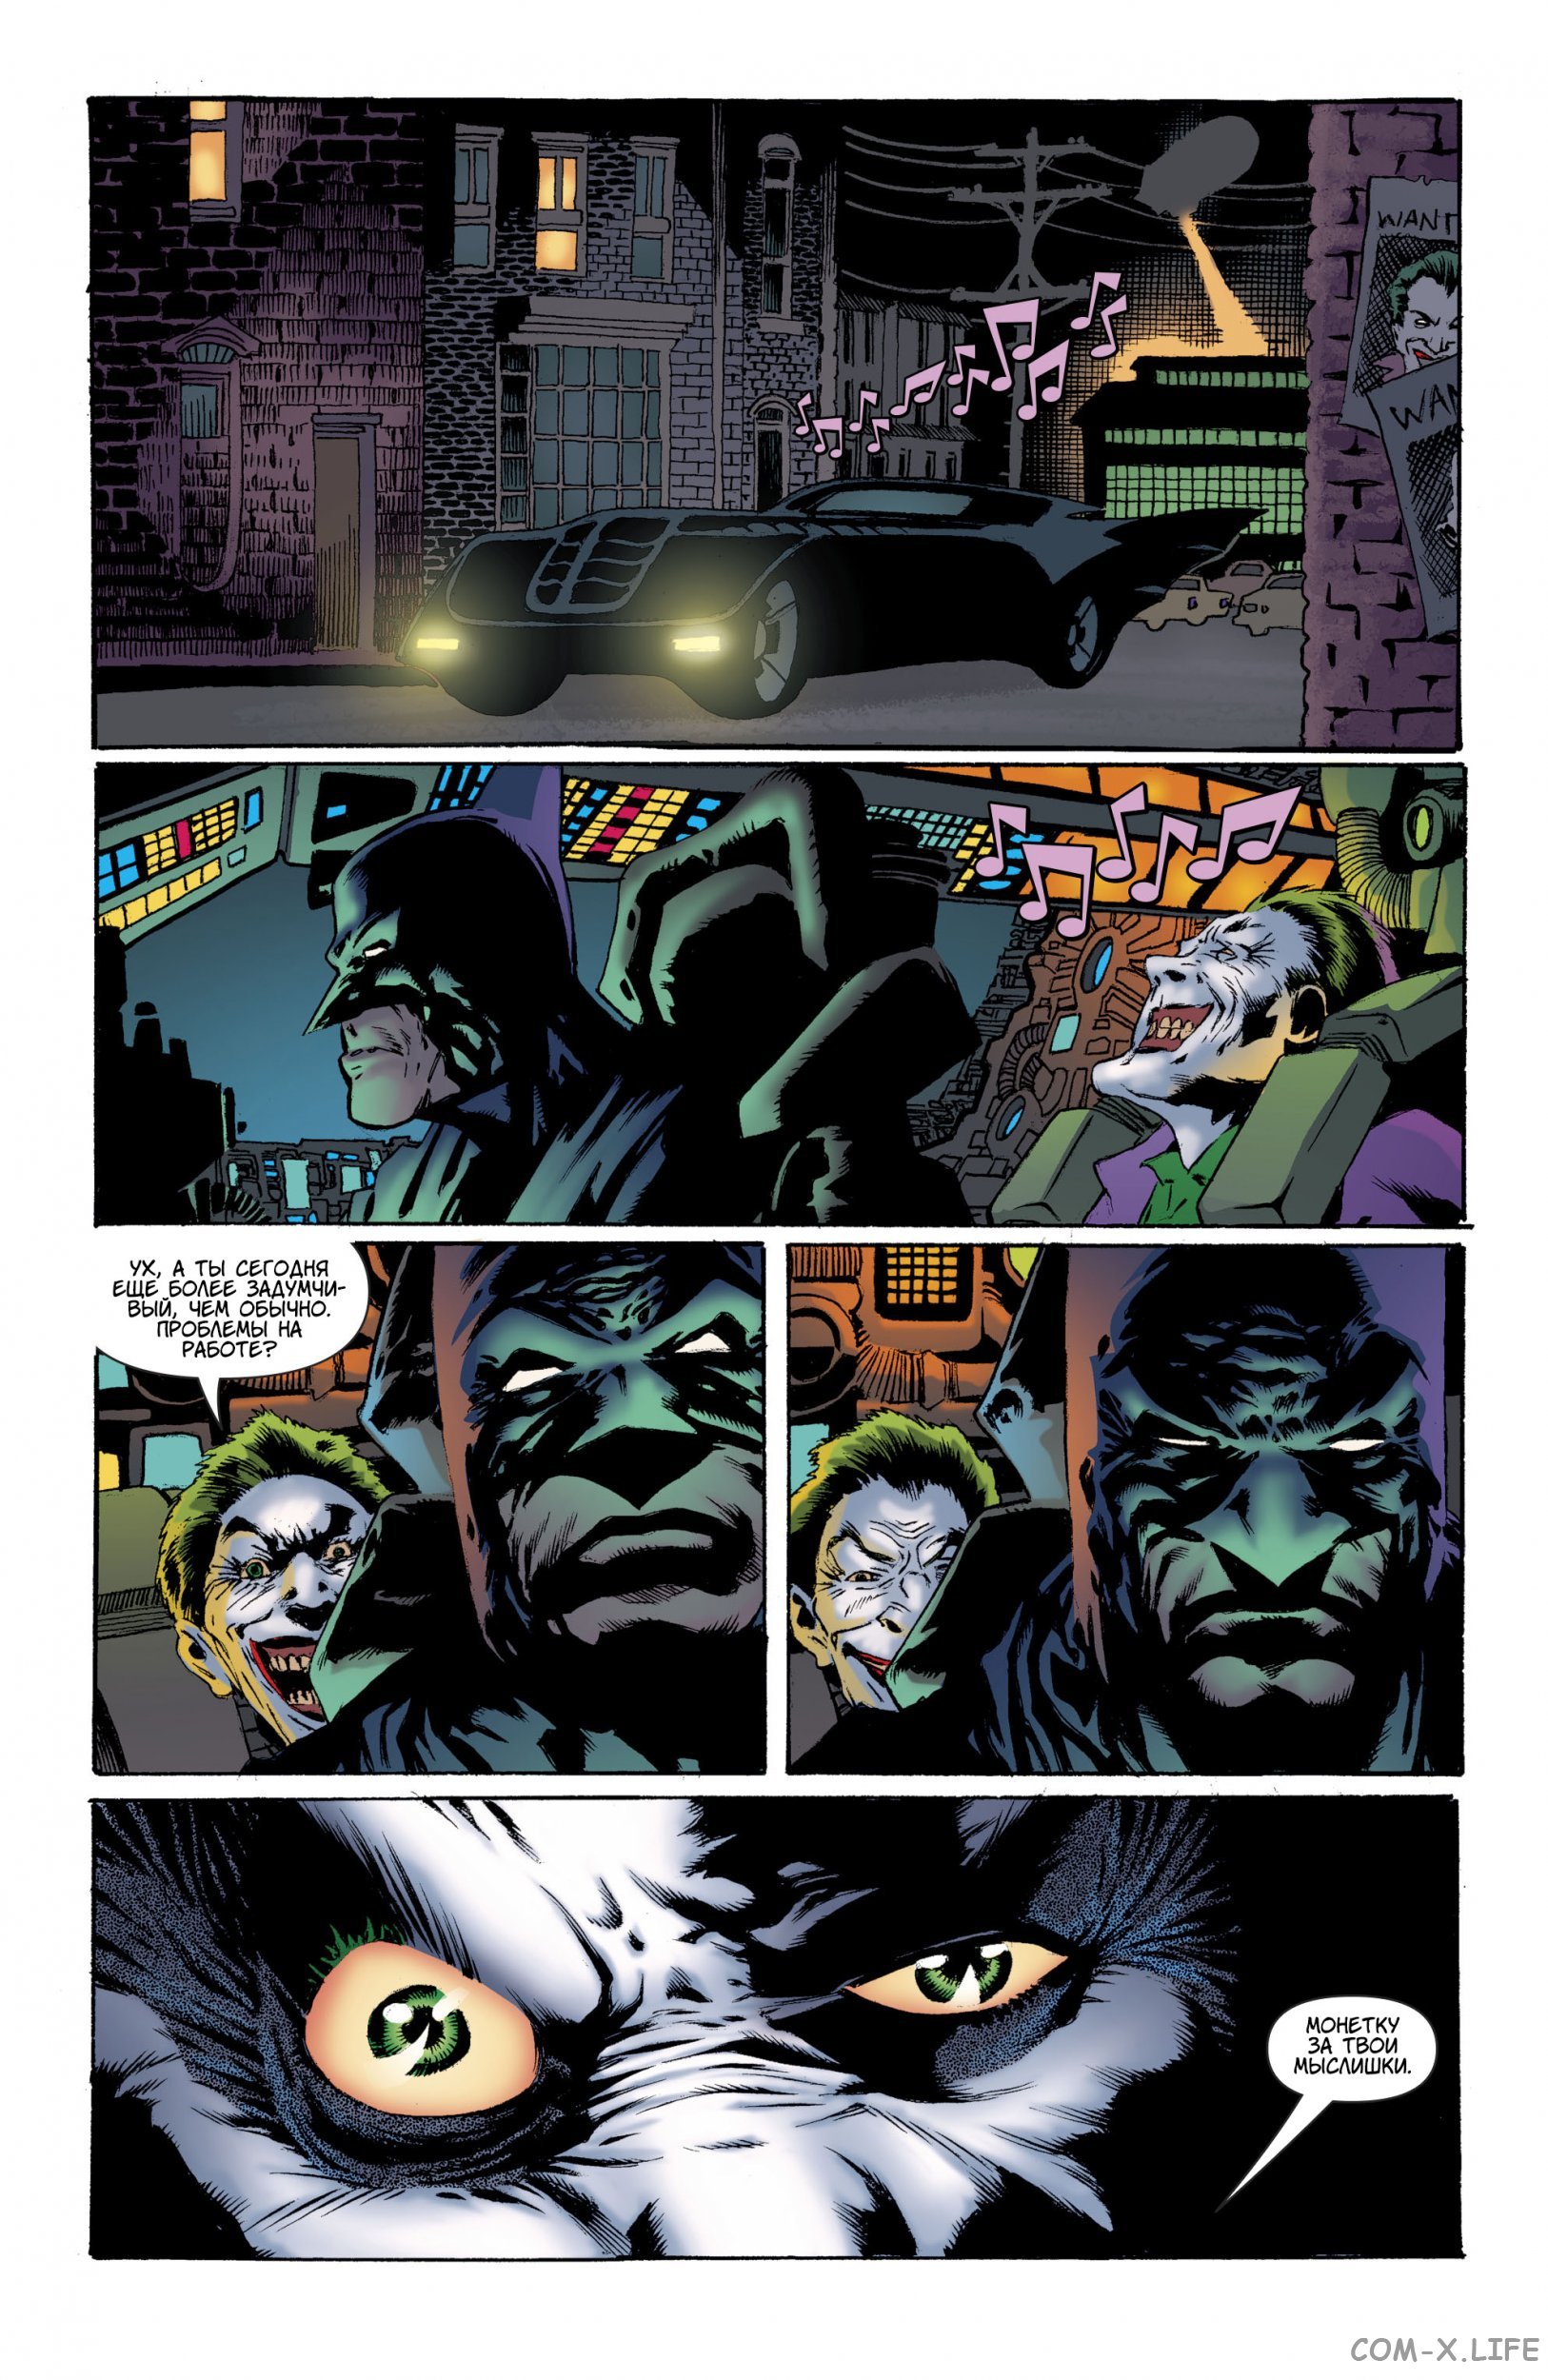 WANT
WAN
УХ, А ТЫ СЕГОДНЯ
ЕЩЕ БОЛЕЕ ЗАДУМЧИ-
ВЫЙ, ЧЕМ ОБЫЧНО.
ПРОБЛЕМЫ НА
РАБОТЕ?
МОНЕТКУ
ЗА ТВОИ
МЫСЛИШКИ.
COM-X.LIFE